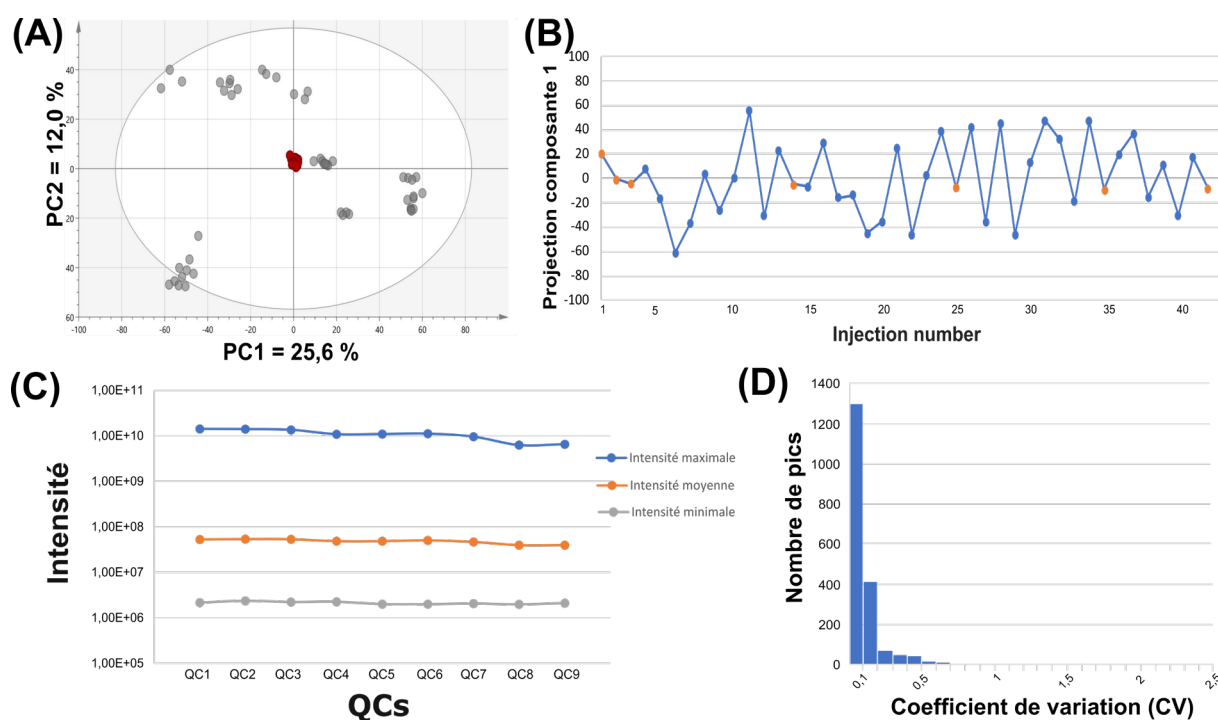 (A)
PC2 = 12,0 %
40
20
0
20
40
60
-100
-80
-60
-40
-20
0
20
40
60
80
PC1 = 25,6 %
(B)
Projection composante 1
100
80
60
40
20
0
-20
-40
-60
-80
-100
1
5
10
15
20
25
30
35
40
Injection number
(C)
Intensité
1,00E+11
1,00E+10
1,00E+09
1,00E+08
1,00E+07
1,00E+06
1,00E+05
QC1
QC2
QC3
QC4
QC5
QC6
QC7
QC8
QC9
QCs
Intensité maximale
Intensité moyenne
Intensité minimale
(D)
Nombre de pics
1400
1200
1000
800
600
400
200
0
0,1
0,5
1
1,5
2
2,5
Coefficient de variation (CV)